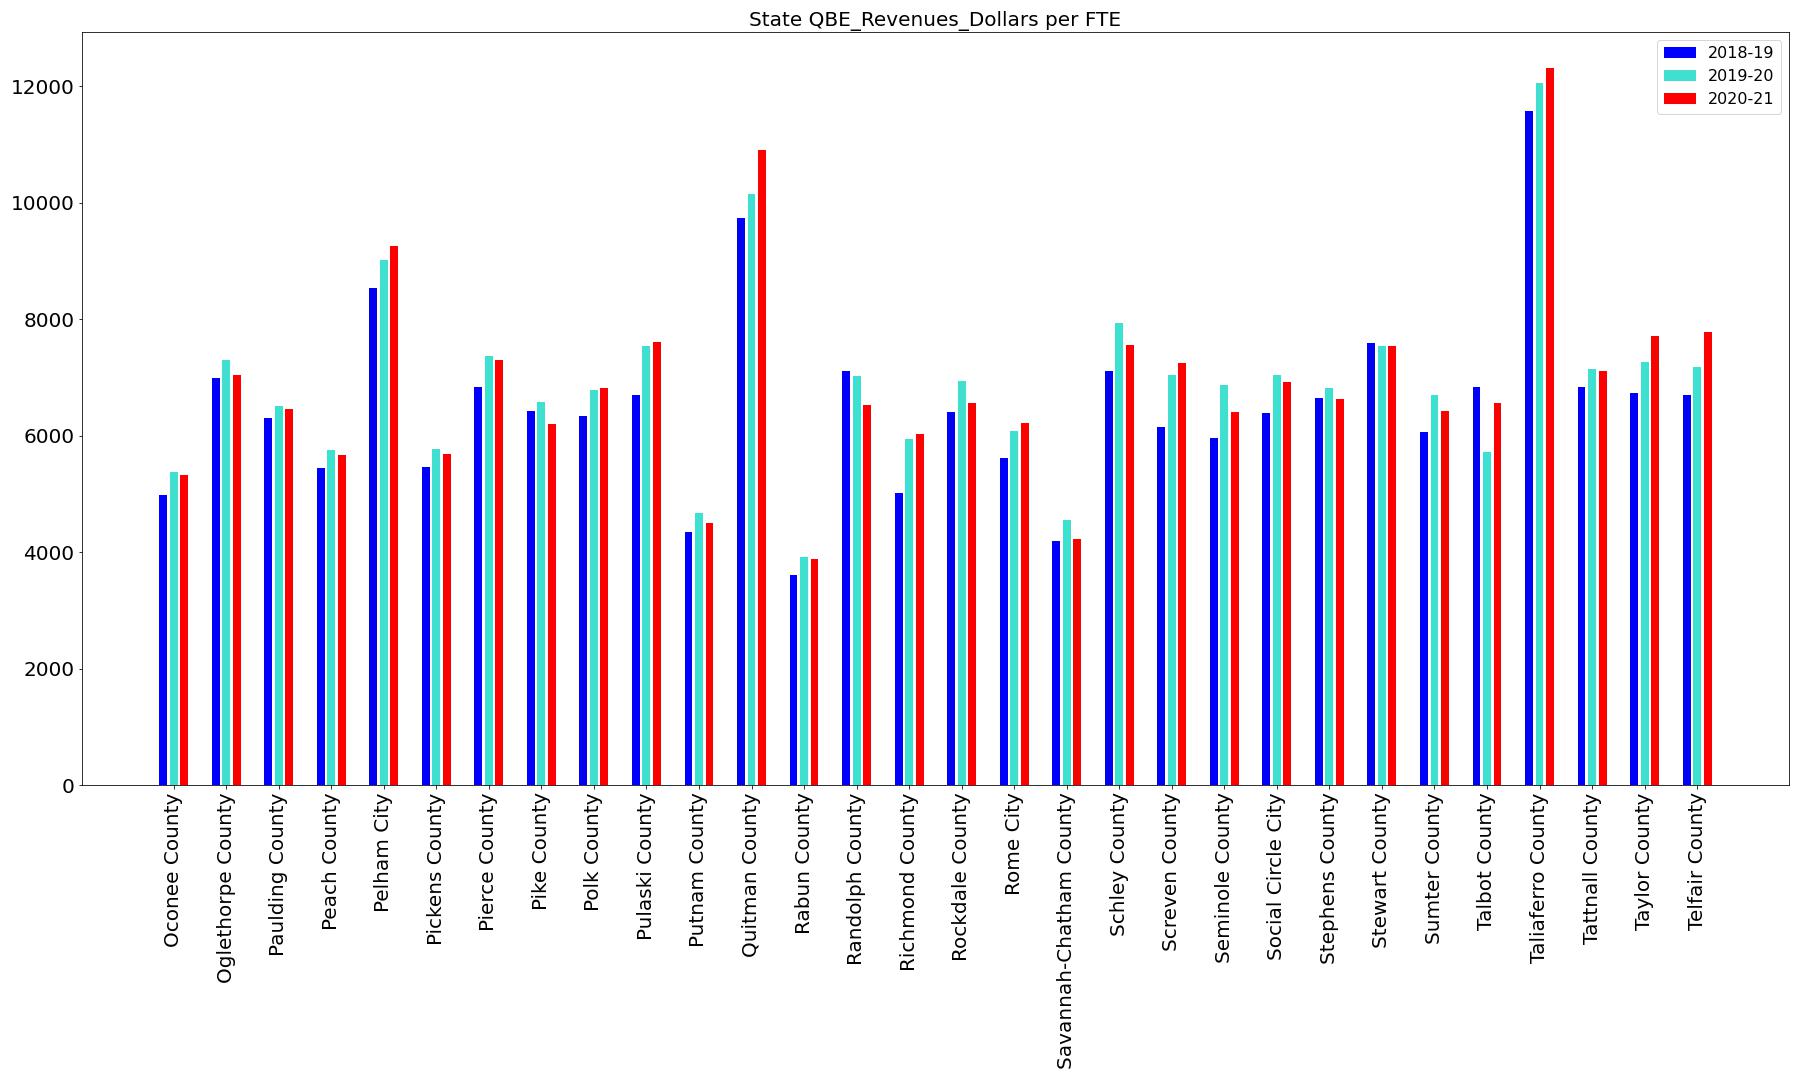 State QBE_Revenues_Dollars per FTE
2018-19
2019-20
2020-21
12000
10000
8000
6000
4000
2000
0
Oconee County
Oglethorpe County
Paulding County
Peach County
Pelham City
Pickens County
Pierce County
Pike County
Polk County
Pulaski County
Putnam County
Quitman County
Rabun County
Randolph County
Richmond County
Rockdale County
Rome City
Savannah-Chatham County
Schley County
Screven County
Seminole County
Social Circle City
Stephens County
Stewart County
Sumter County
Talbot County
Taliaferro County
Tattnall County
Taylor County
Telfair County